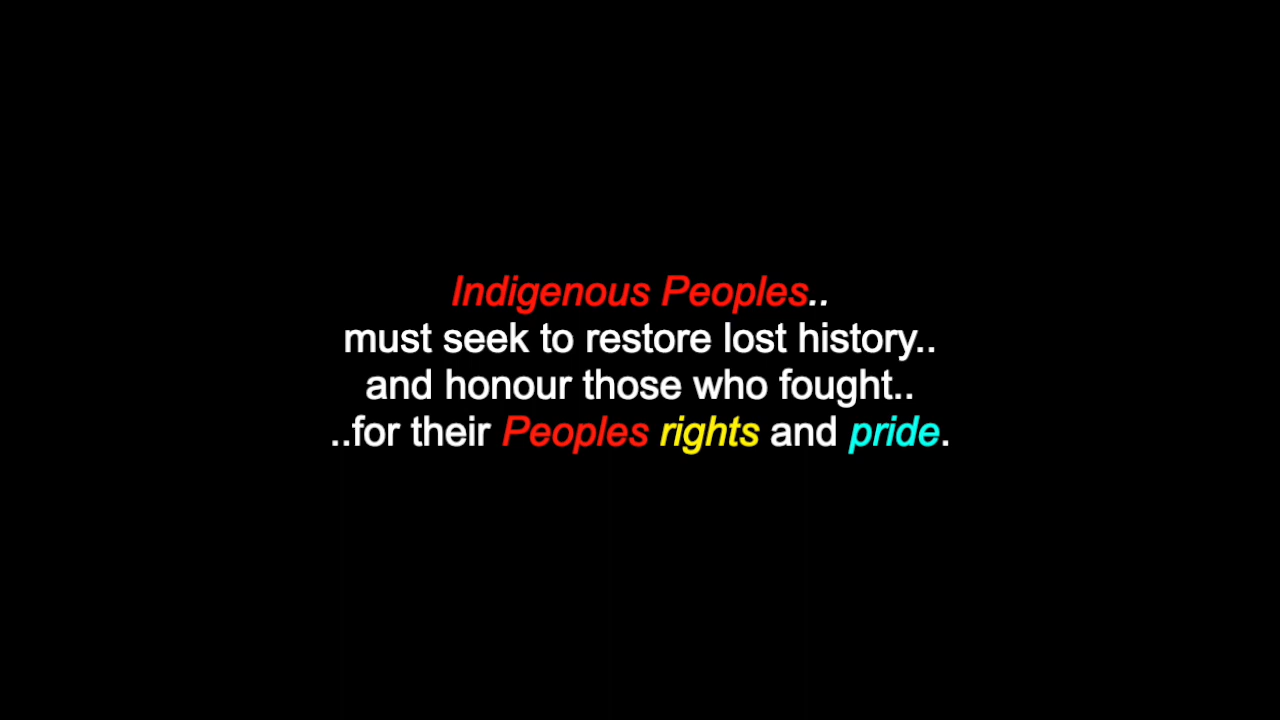 Indigenous Peoples..
must seek to restore lost history..
and honour those who fought..
..for their Peoples rights and pride.